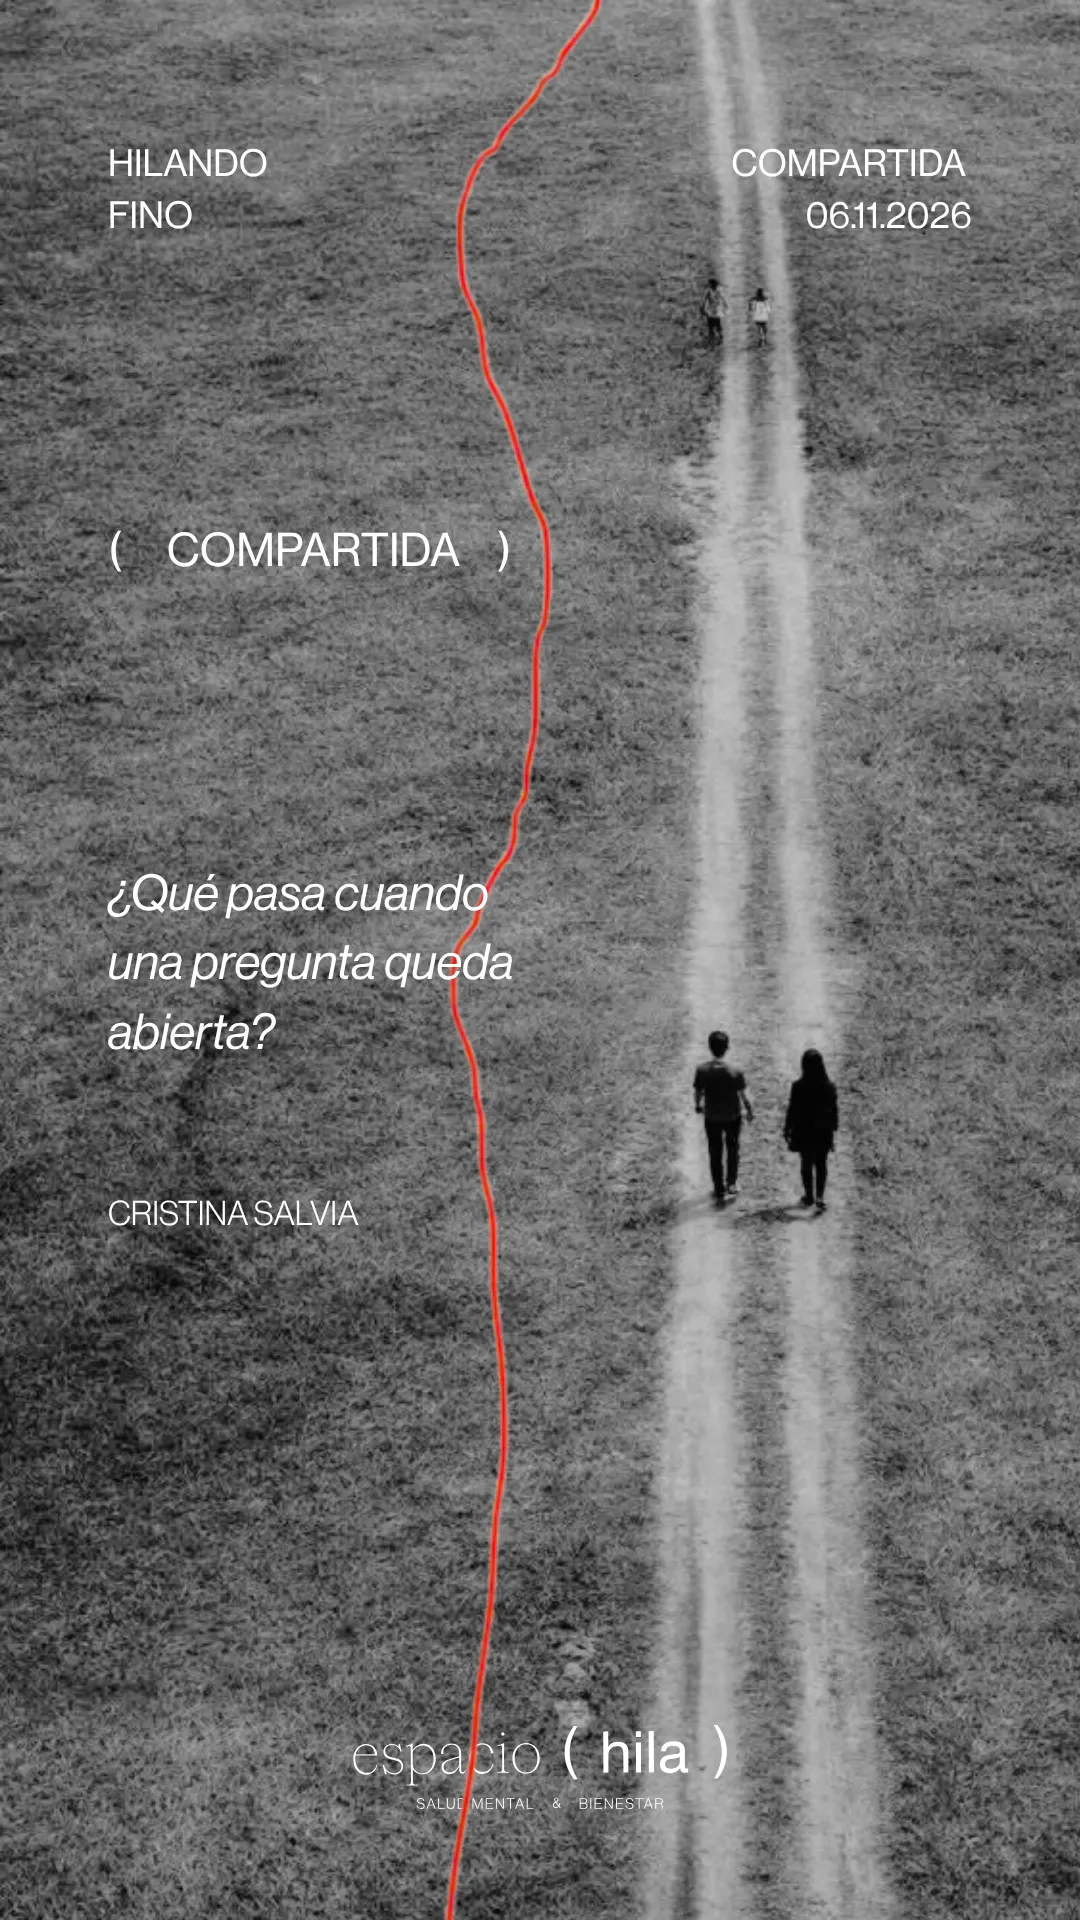 HILANDO
FINO
COMPARTIDA
06.11.2026
( COMPARTIDA )
¿Qué pasa cuando
una pregunta queda
abierta?
CRISTINA SALVIA
espacio ( hila )
SALUD MENTAL & BIENESTAR